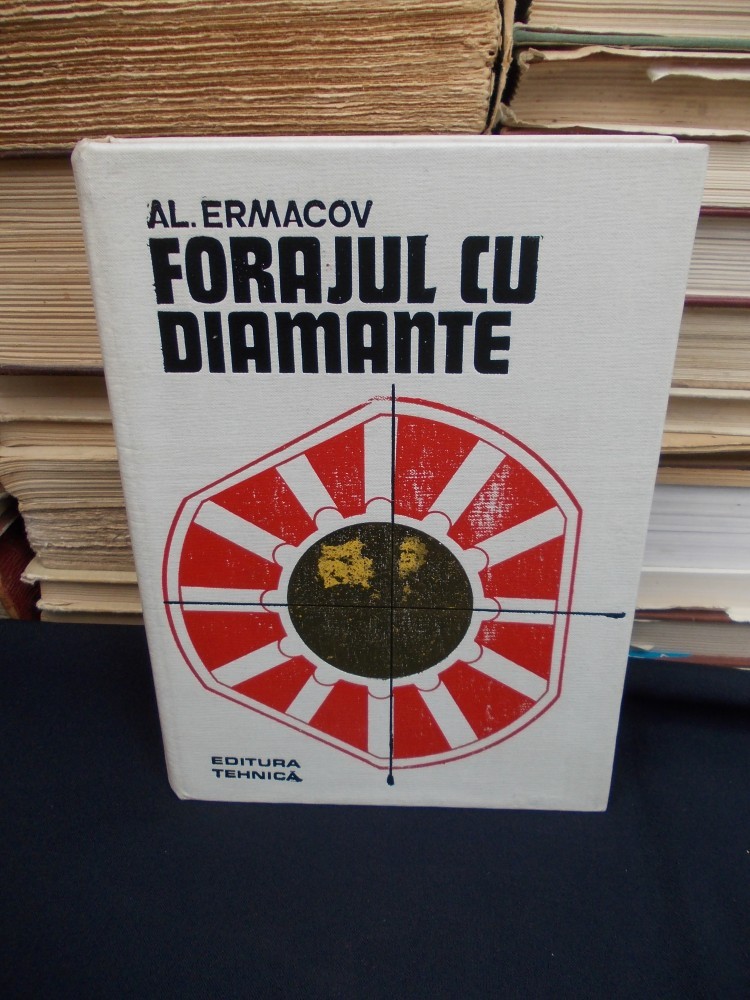 AL. ERMACOV
FORAJUL CU
DIAMANTE
EDITURA
TEHNICĂ